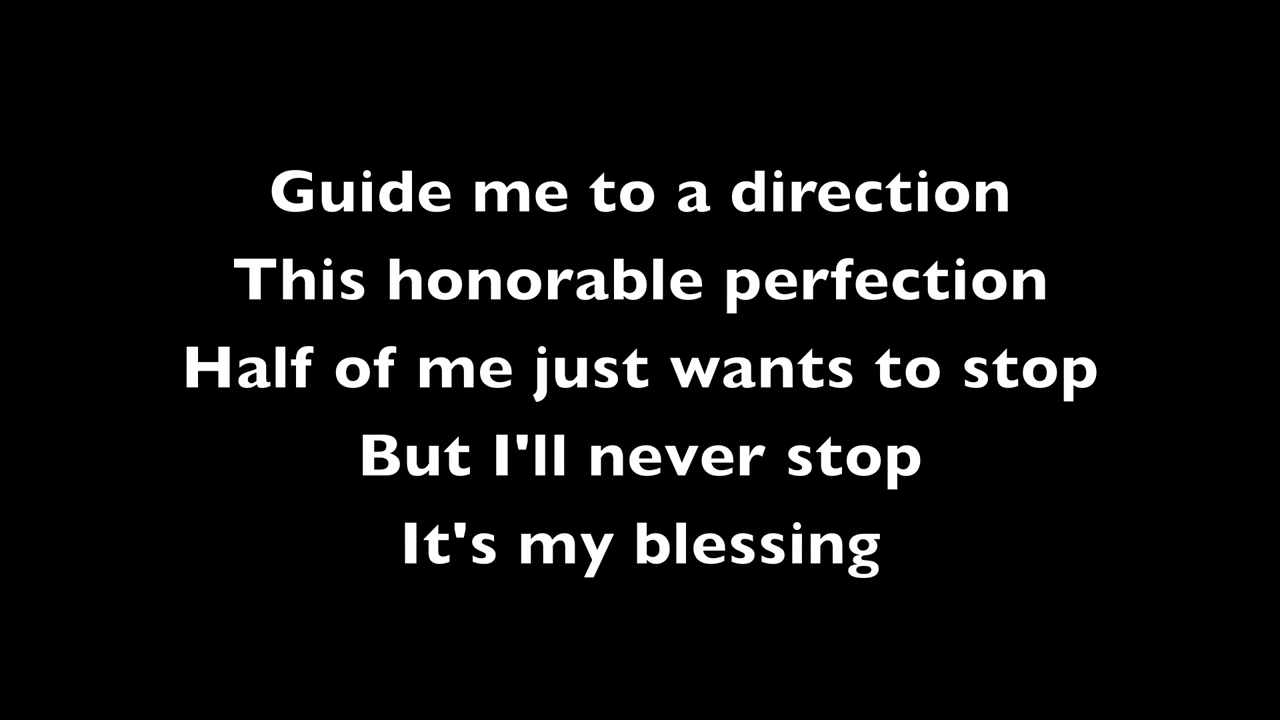 Guide me to a direction
This honorable perfection
Half of me just wants to stop
But I'll never stop
It's my blessing